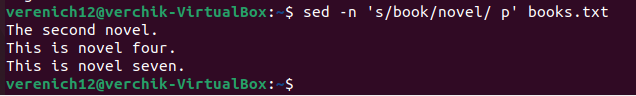 verenich12@verchik-VirtualBox:~$ sed -n 's/book/novel/ p' books.txt
The second novel.
This is novel four.
This is novel seven.
verenich12@verchik-VirtualBox:~$